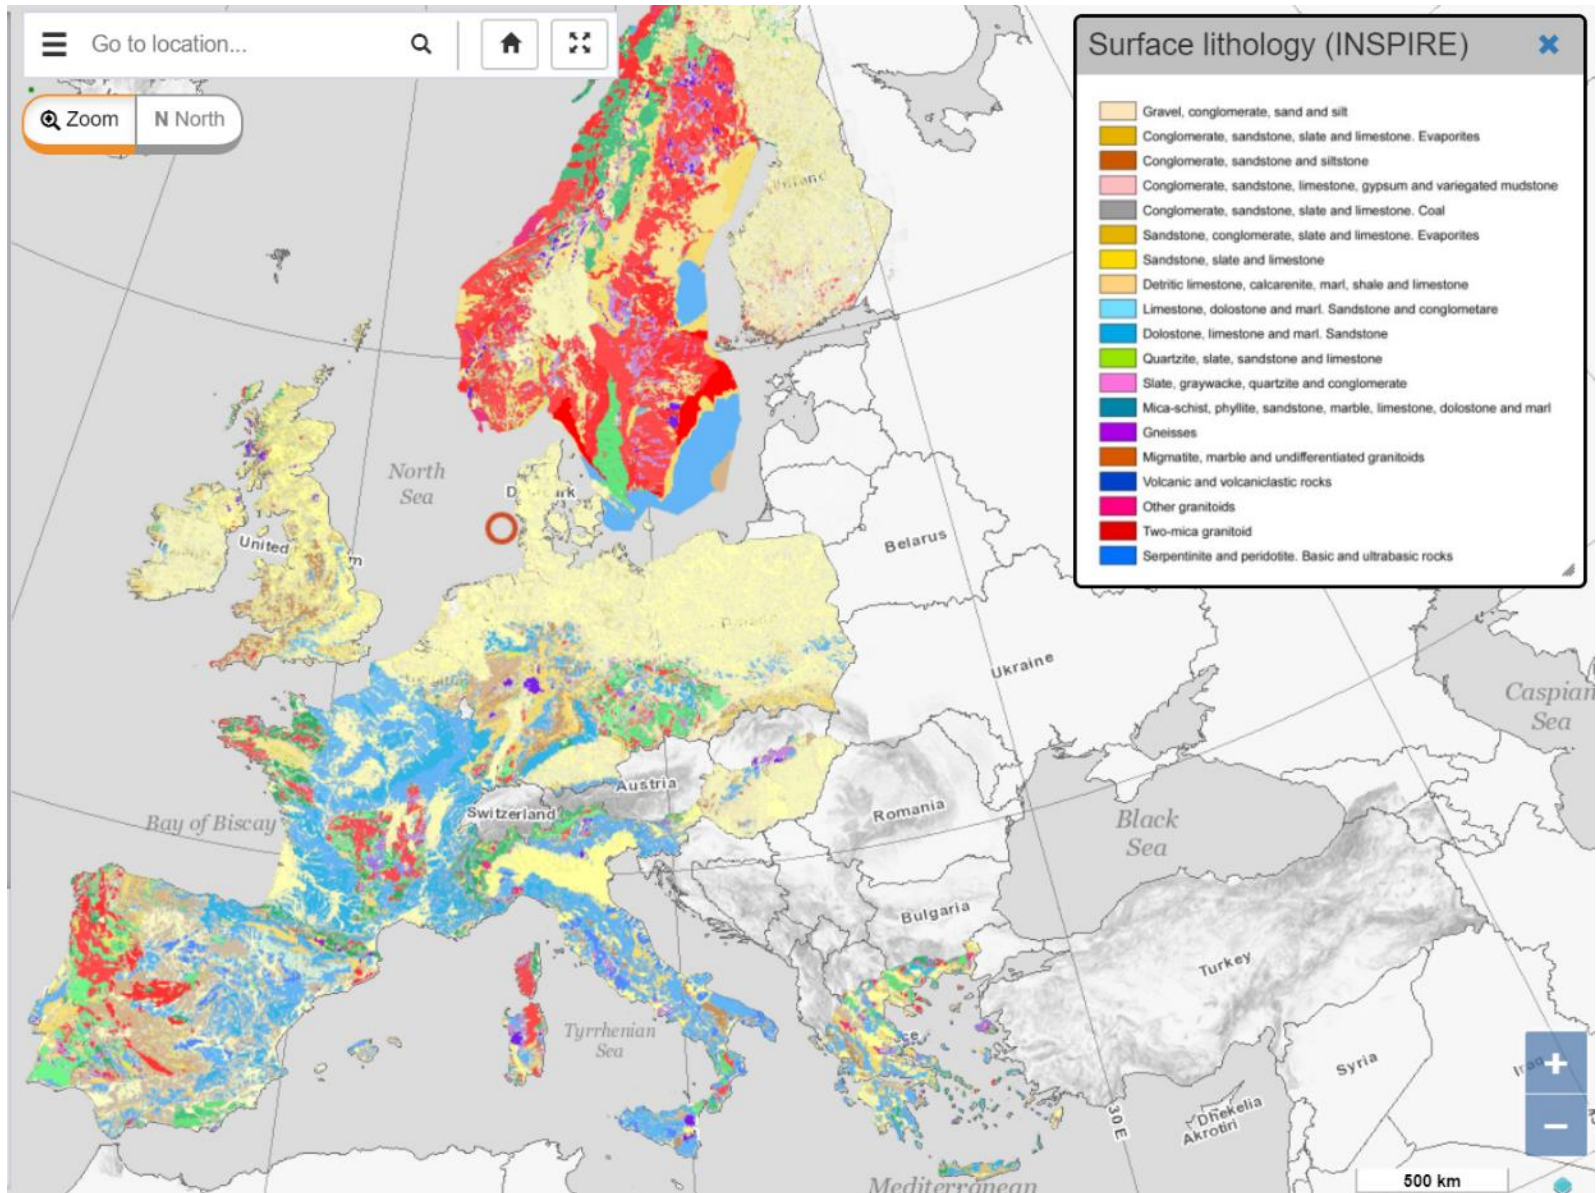 Go to location...
Zoom
N North
Surface lithology (INSPIRE)
Gravel, conglomerate, sand and silt
Conglomerate, sandstone, slate and limestone. Evaporites
Conglomerate, sandstone and siltstone
Conglomerate, sandstone, limestone, gypsum and variegated mudstone
Conglomerate, sandstone, slate and limestone. Coal
Sandstone, conglomerate, slate and limestone. Evaporites
Sandstone, slate and limestone
Detritic limestone, calcarenite, marl, shale and limestone
Limestone, dolostone and marl. Sandstone and conglometare
Dolostone, limestone and marl. Sandstone
Quartzite, slate, sandstone and limestone
Slate, graywacke, quartzite and conglomerate
Mica-schist, phyllite, sandstone, marble, limestone, dolostone and marl
Gneisses
Migmatite, marble and undifferentiated granitoids
Volcanic and volcaniclastic rocks
Other granitoids
Two-mica granitoid
Serpentinite and peridotite. Basic and ultrabasic rocks
North
Sea
United
Belarus
Ukraine
Caspian
Sea
Austria
Switzerland
Romania
Bay of Biscay
Black
Sea
Bulgaria
Turkey
Tyrrhenian
Sea
Syria
30 E
Dhekelia
Akrotiri
Mediterranean
500 km